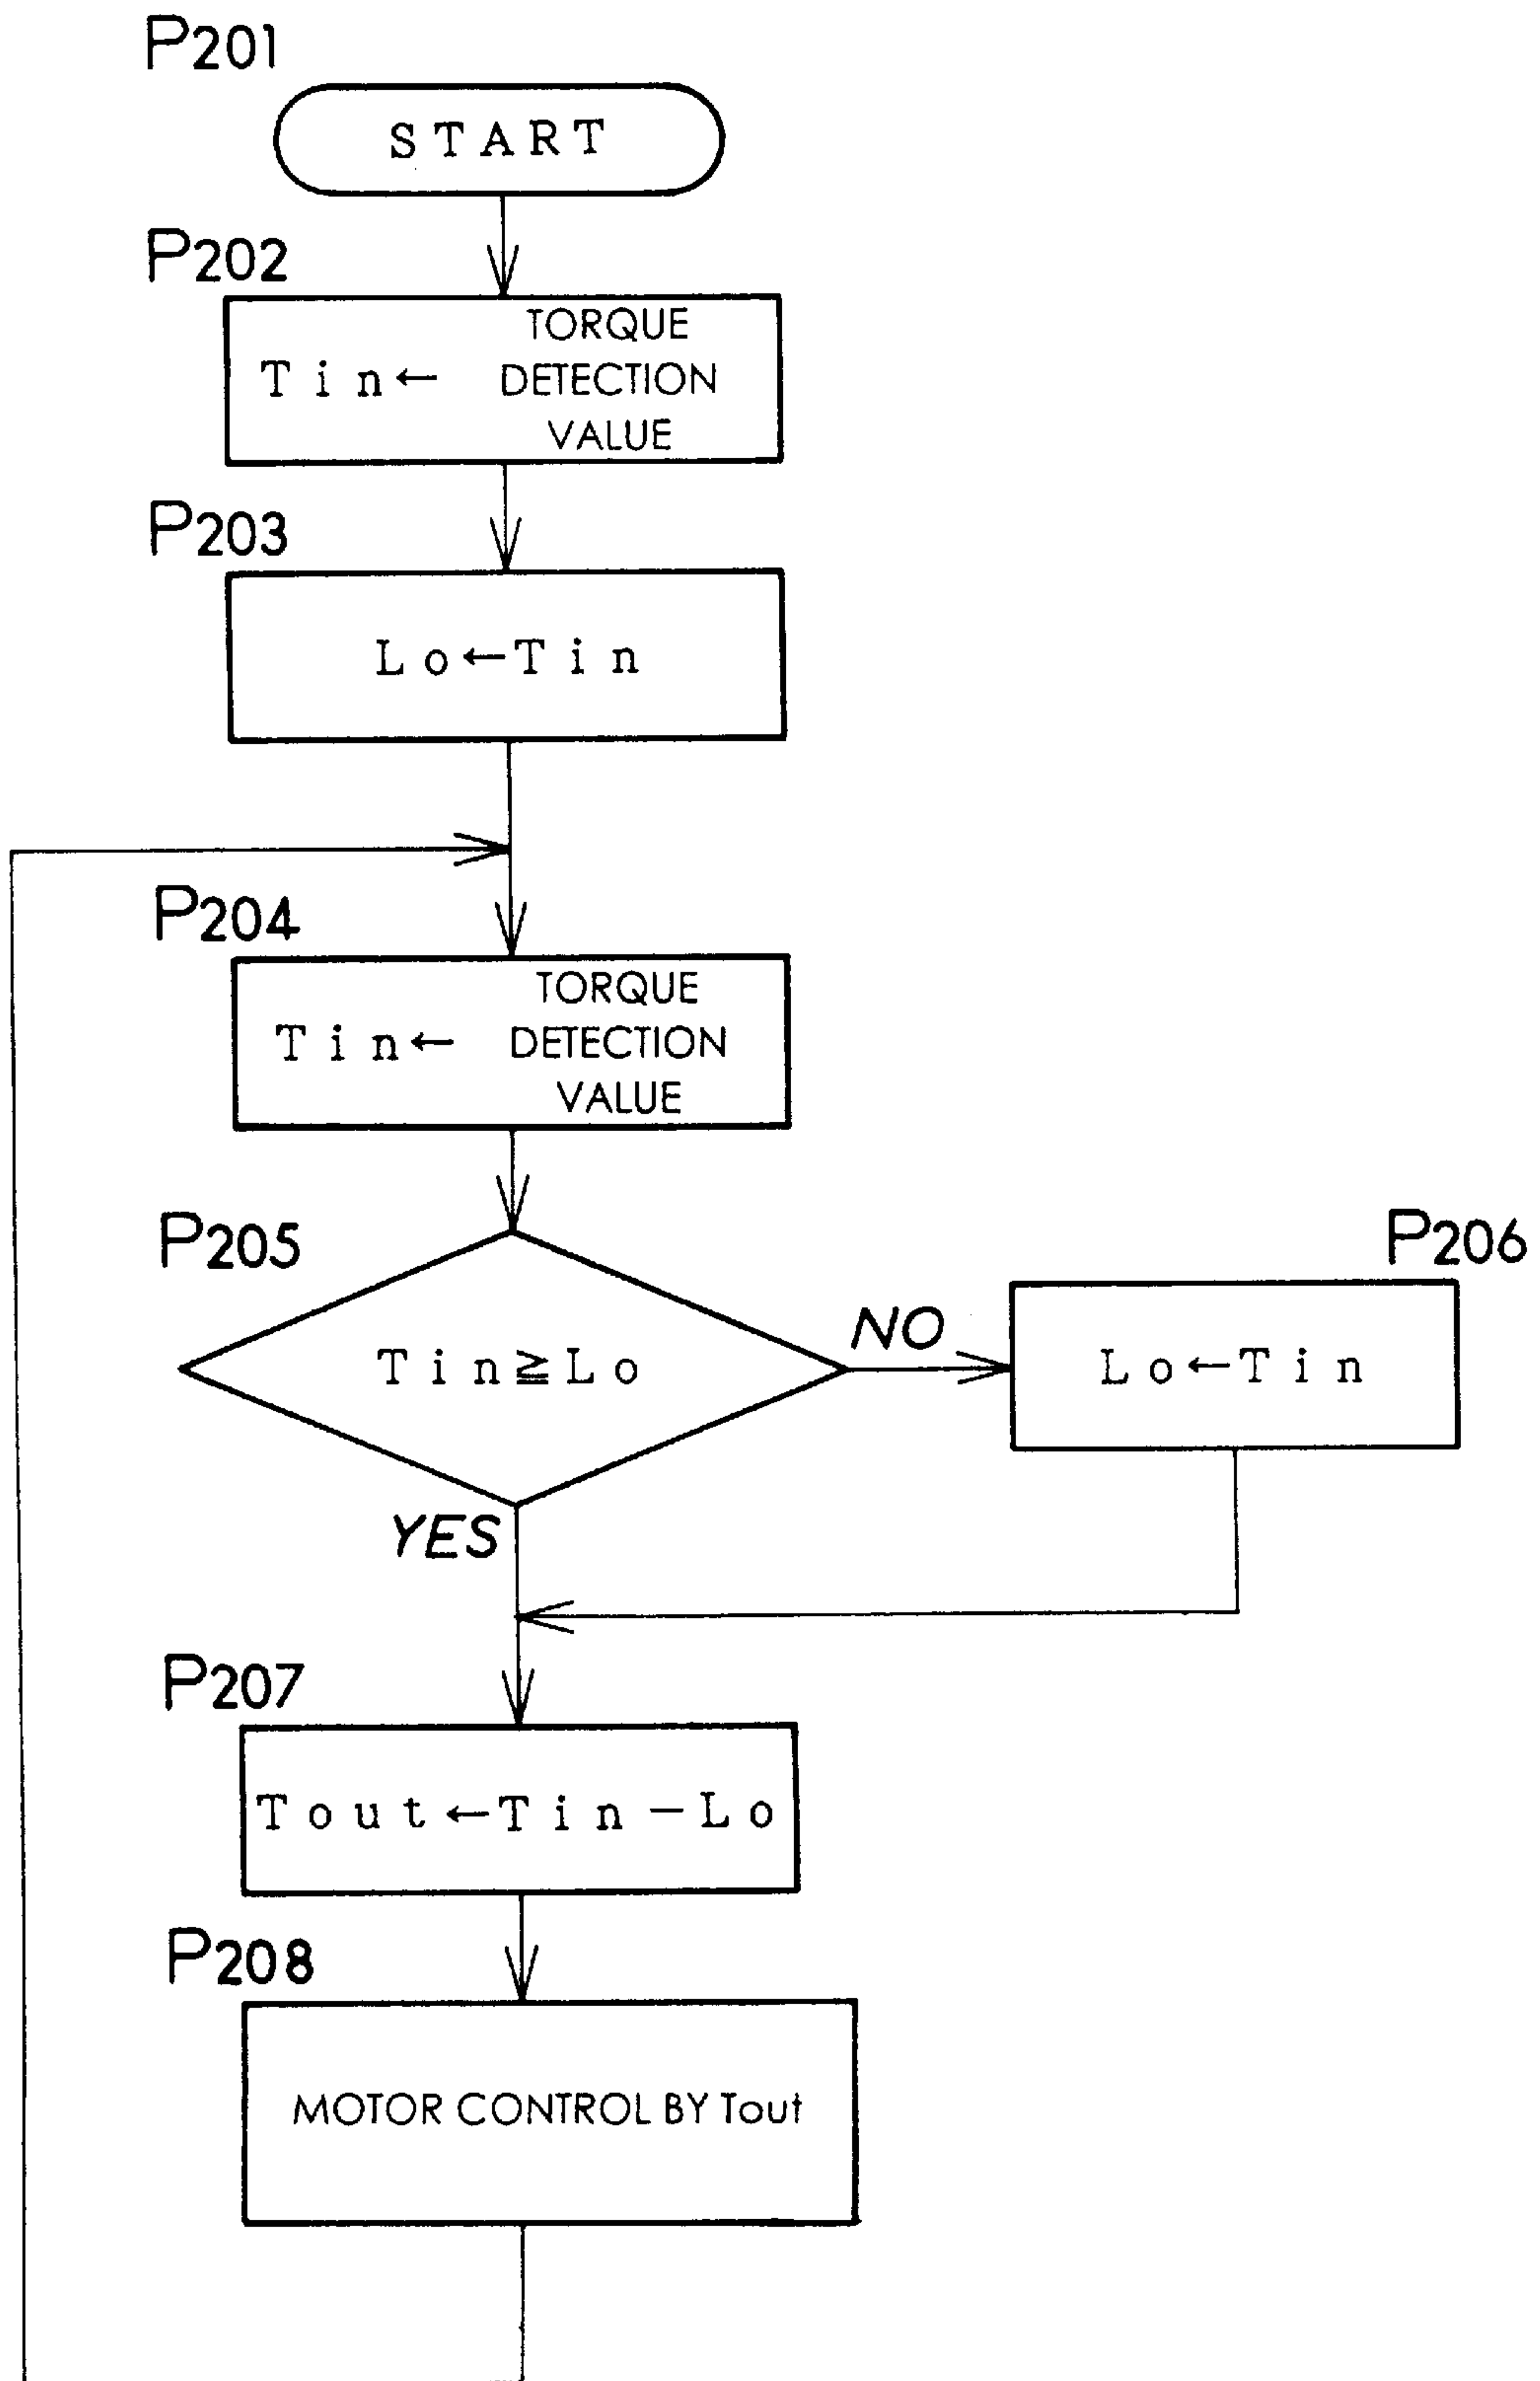 P201
START
P202
Tin← TORQUE
DETECTION
VALUE
P203
Lo←Tin
P204
Tin← TORQUE
DETECTION
VALUE
P205
Tin≧Lo
NO
P206
Lo←Tin
YES
P207
Tout←Tin−Lo
P208
MOTOR CONTROL BY Tout